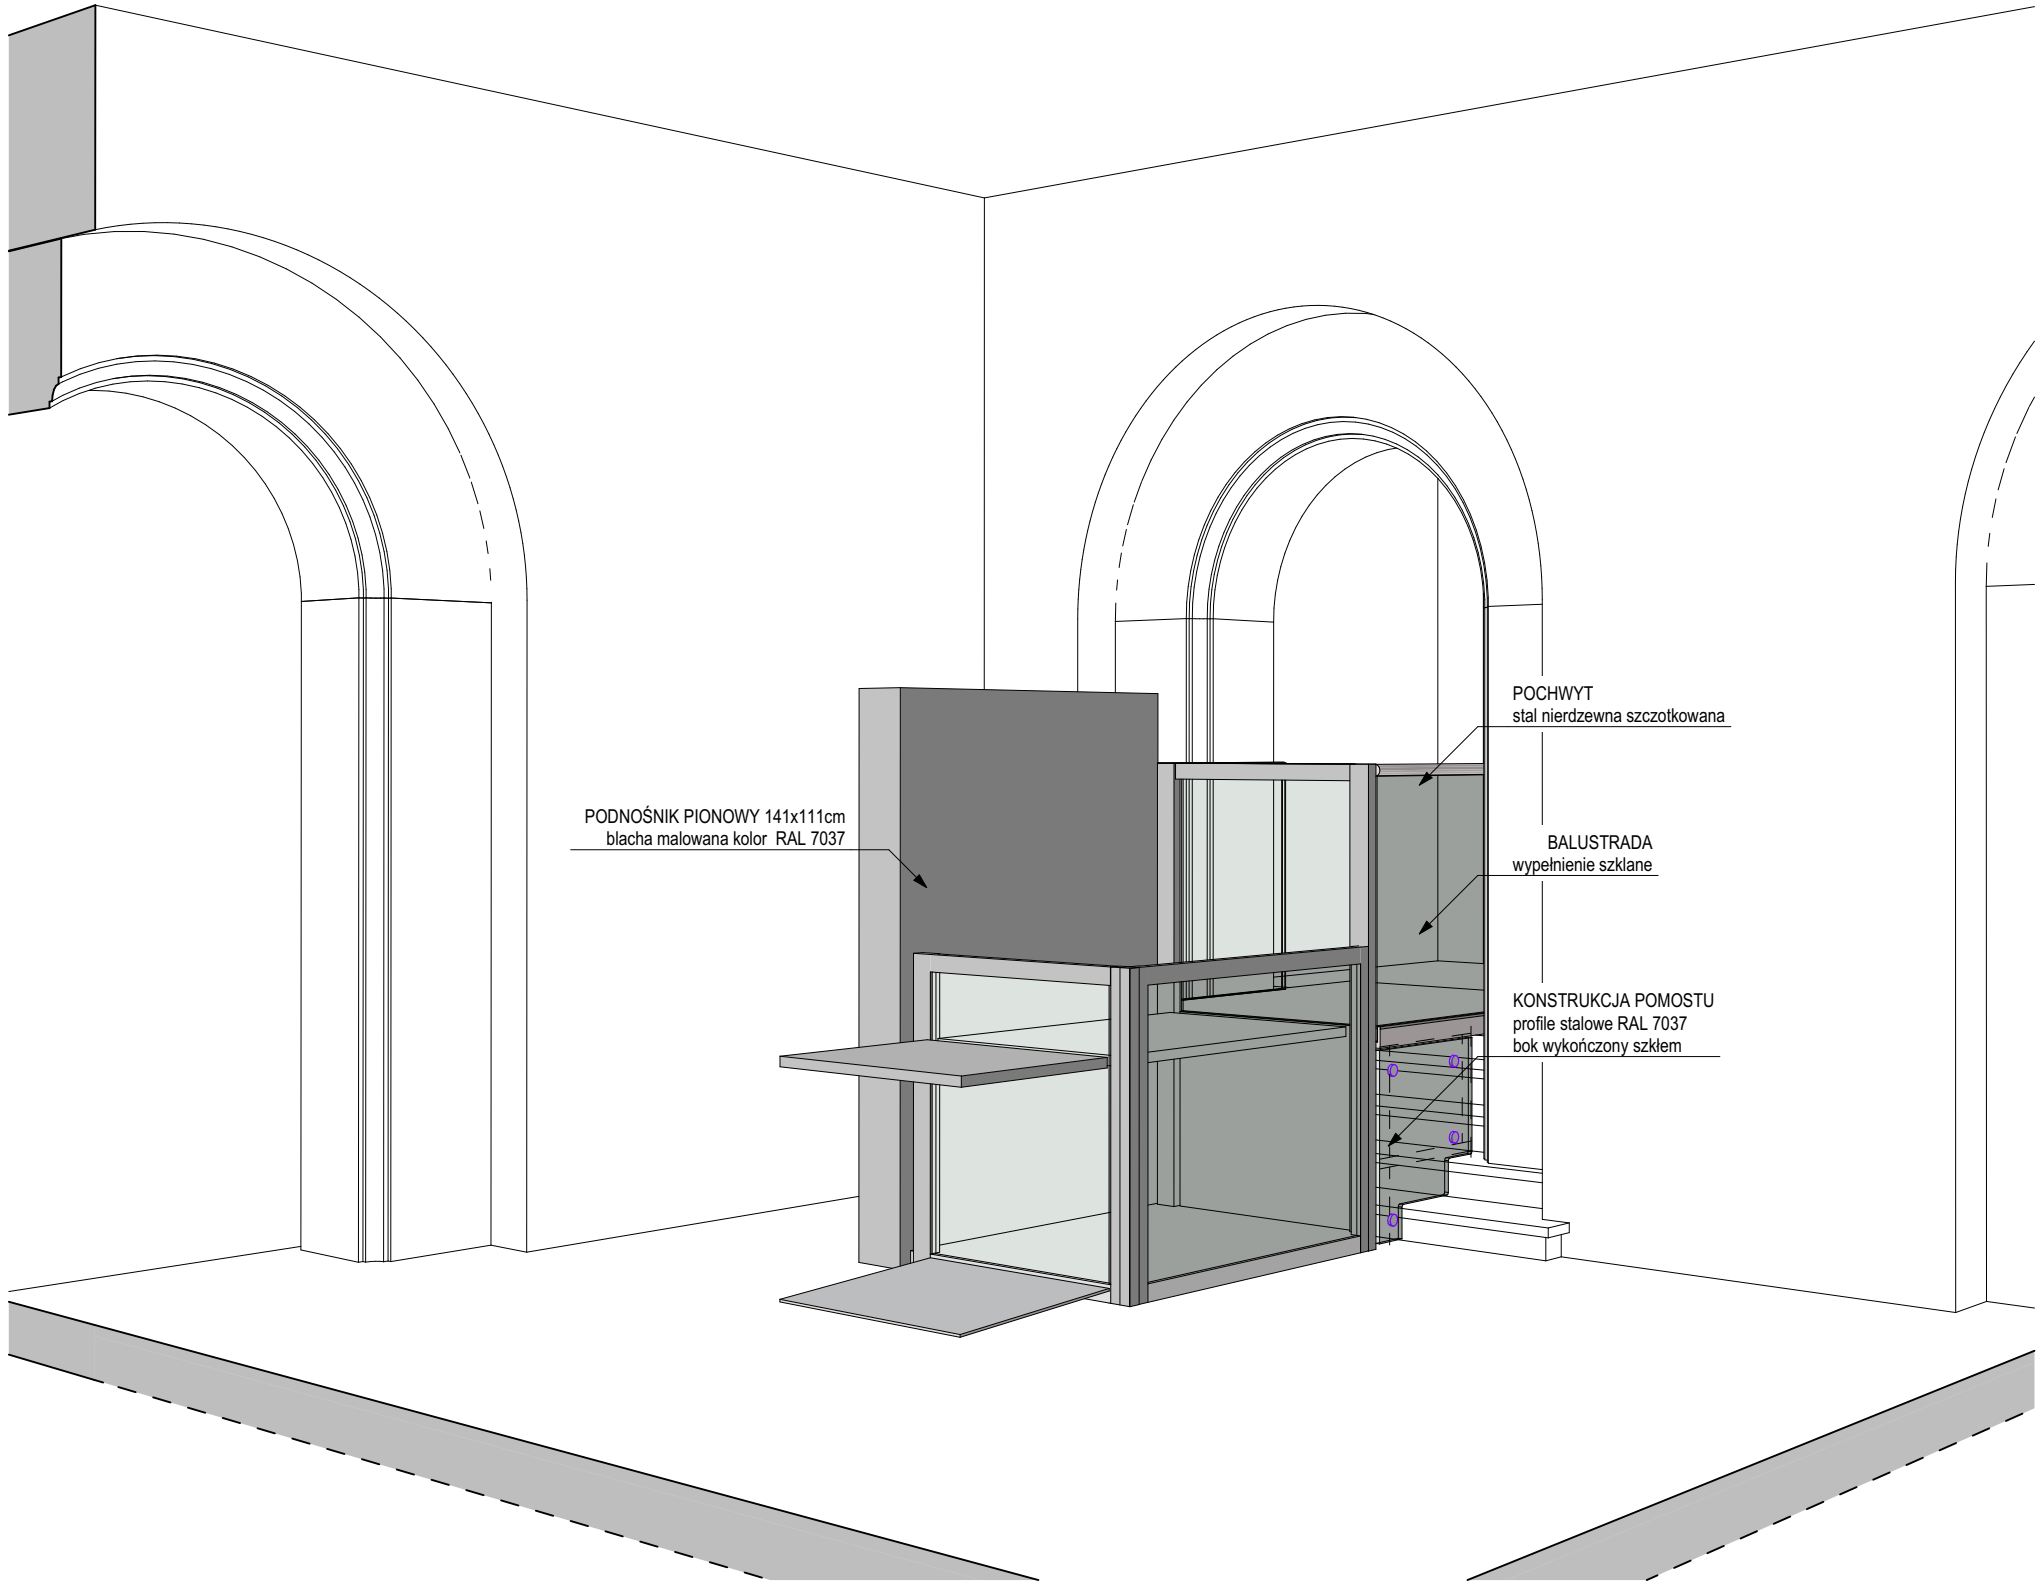 POCHWYT
stal nierdzewna szczotkowana
PODNOŚNIK PIONOWY 141x111cm
blacha malowana kolor RAL 7037
BALUSTRADA
wypełnienie szklane
KONSTRUKCJA POMOSTU
profile stalowe RAL 7037
bok wykończony szkłem